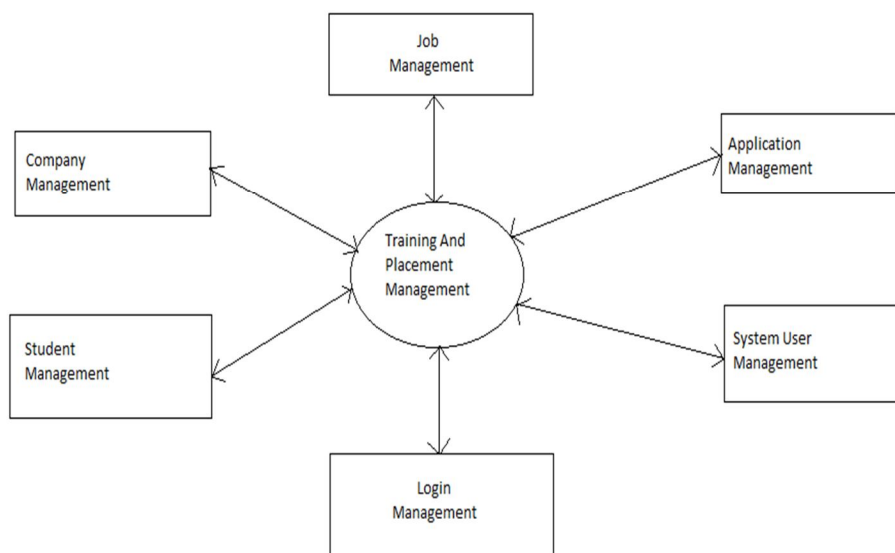 Job
Management
Company
Management
Application
Management
Training And
Placement
Management
Student
Management
System User
Management
Login
Management